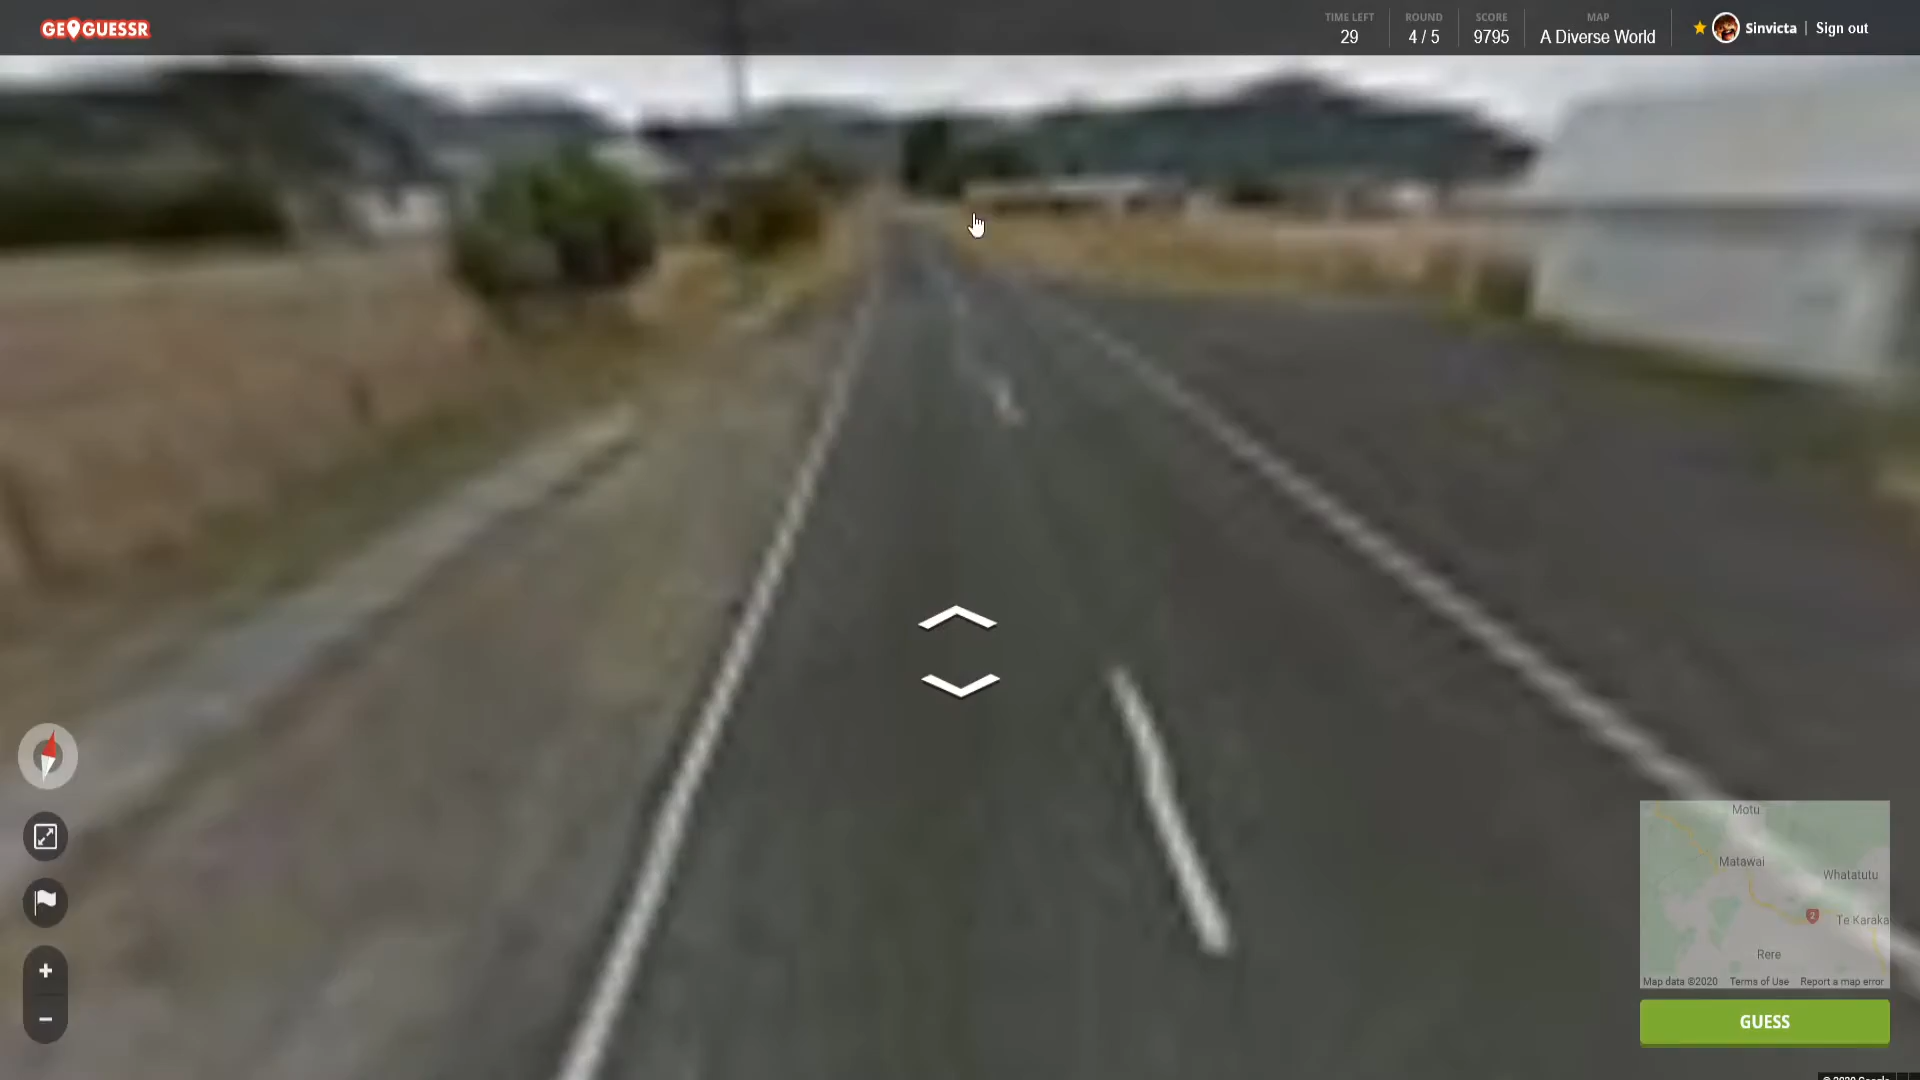 GEOGUESSR
TIME LEFT
29
ROUND
4 / 5
SCORE
9795
MAP
A Diverse World
Sinvicta | Sign out
Motu
Matawai
Whatatutu
2
Te Karaka
Rere
Map data ©2020 Terms of Use Report a map error
GUESS